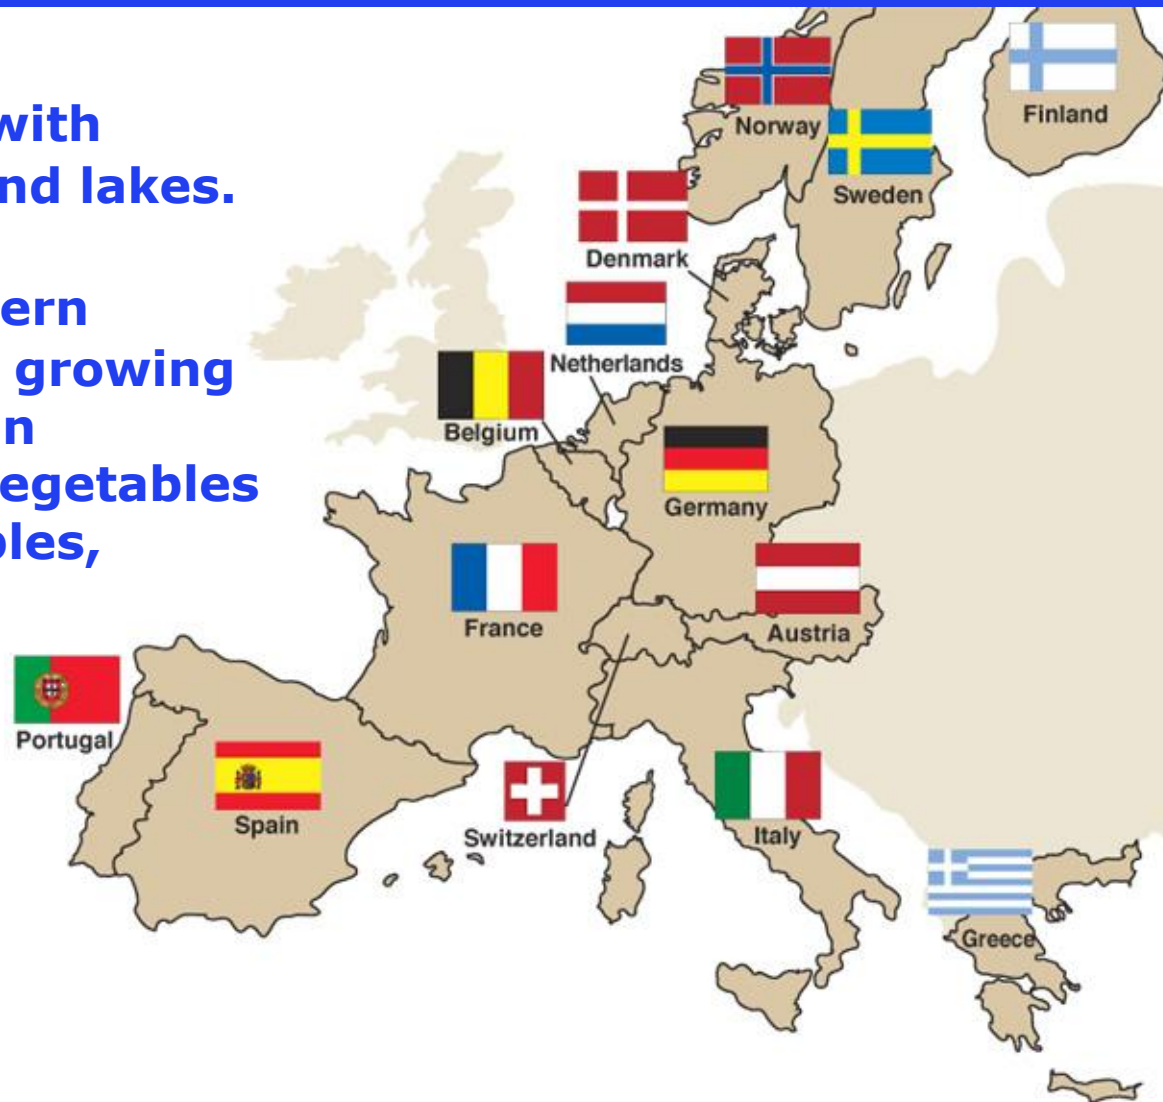 with
nd lakes.
ern
growing
n
egetables
les,
Norway
Finland
Sweden
Denmark
Netherlands
Belgium
Germany
France
Austria
Portugal
Spain
Switzerland
Italy
Greece